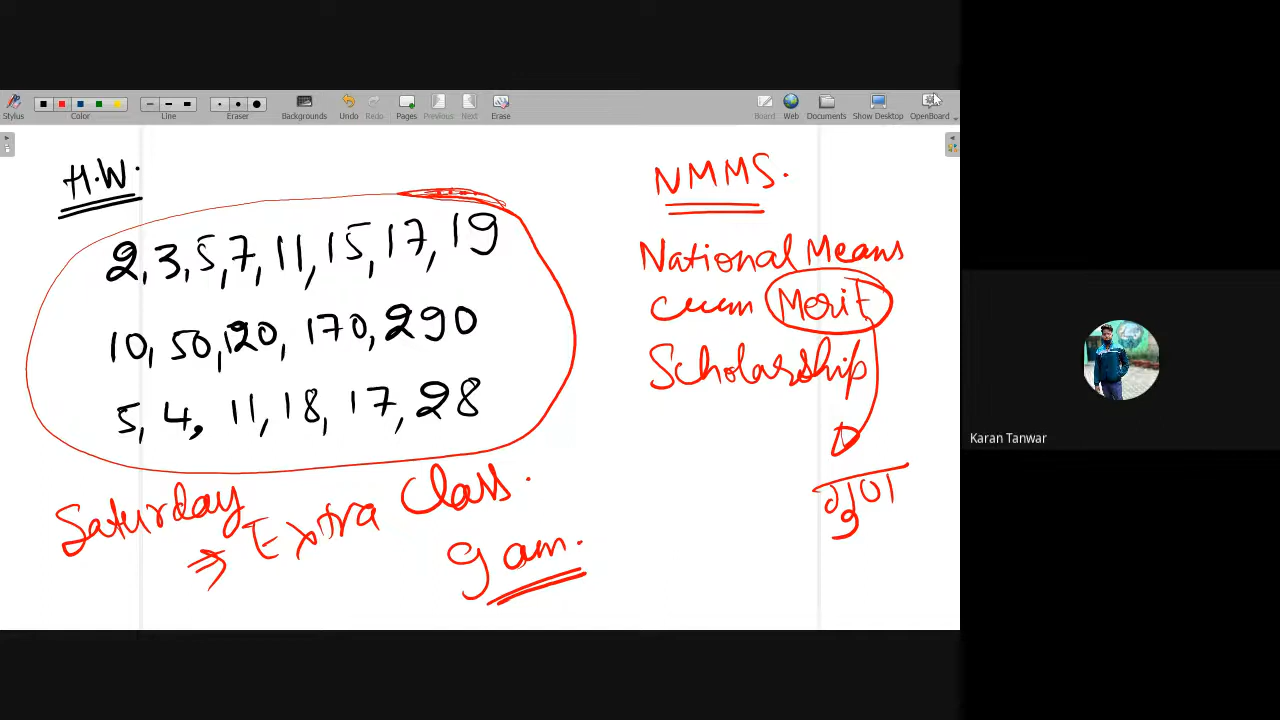 Stylus
Color
Line
Eraser
Backgrounds
Undo
Redo
Pages
Previous
Next
Erase
Board
Web
Documents
Show Desktop
OpenBoard
H.W.
2, 3, 5, 7, 11, 15, 17, 19
10, 50, 120, 170, 290
5, 4, 11, 18, 17, 28
Saturday
⇒ Extra Class.
9 am.
NMMS.
National Means
cum Merit
Scholarship
Karan Tanwar